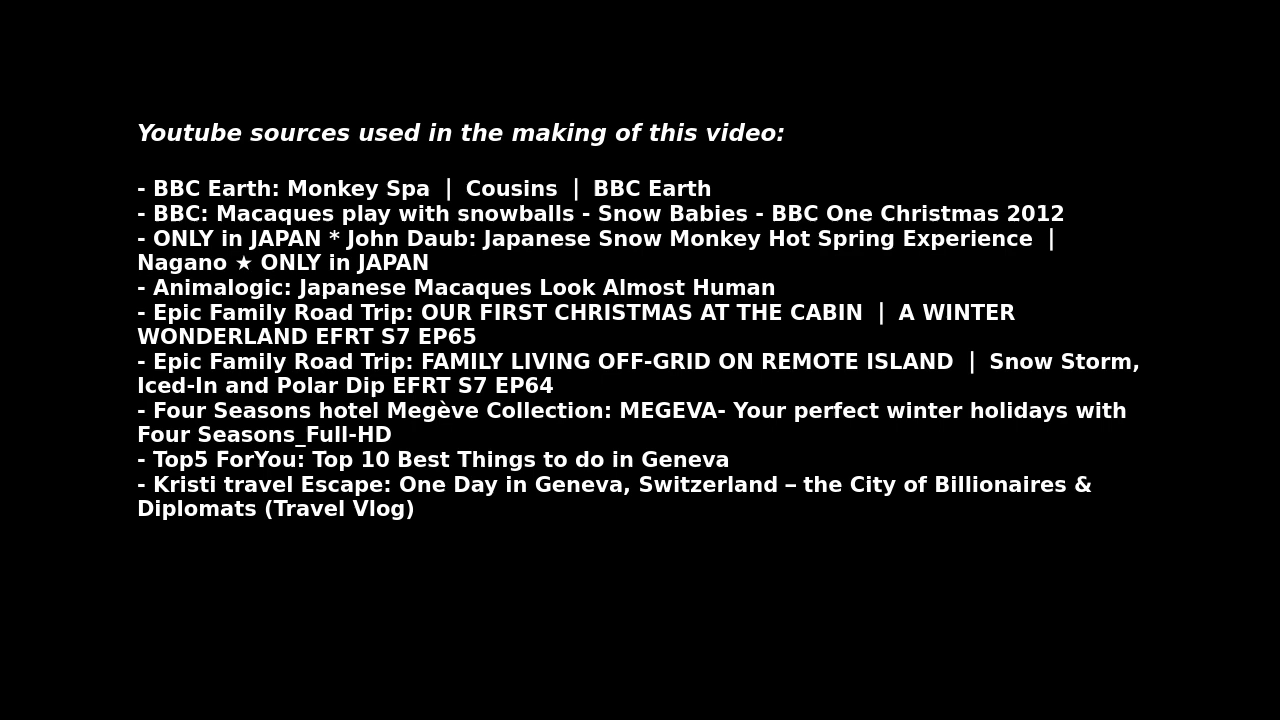 Youtube sources used in the making of this video:
- BBC Earth: Monkey Spa | Cousins | BBC Earth
- BBC: Macaques play with snowballs - Snow Babies - BBC One Christmas 2012
- ONLY in JAPAN * John Daub: Japanese Snow Monkey Hot Spring Experience |
Nagano ★ ONLY in JAPAN
- Animalogic: Japanese Macaques Look Almost Human
- Epic Family Road Trip: OUR FIRST CHRISTMAS AT THE CABIN | A WINTER
WONDERLAND EFRT S7 EP65
- Epic Family Road Trip: FAMILY LIVING OFF-GRID ON REMOTE ISLAND | Snow Storm,
Iced-In and Polar Dip EFRT S7 EP64
- Four Seasons hotel Megève Collection: MEGEVA- Your perfect winter holidays with
Four Seasons_Full-HD
- Top5 ForYou: Top 10 Best Things to do in Geneva
- Kristi travel Escape: One Day in Geneva, Switzerland – the City of Billionaires &
Diplomats (Travel Vlog)